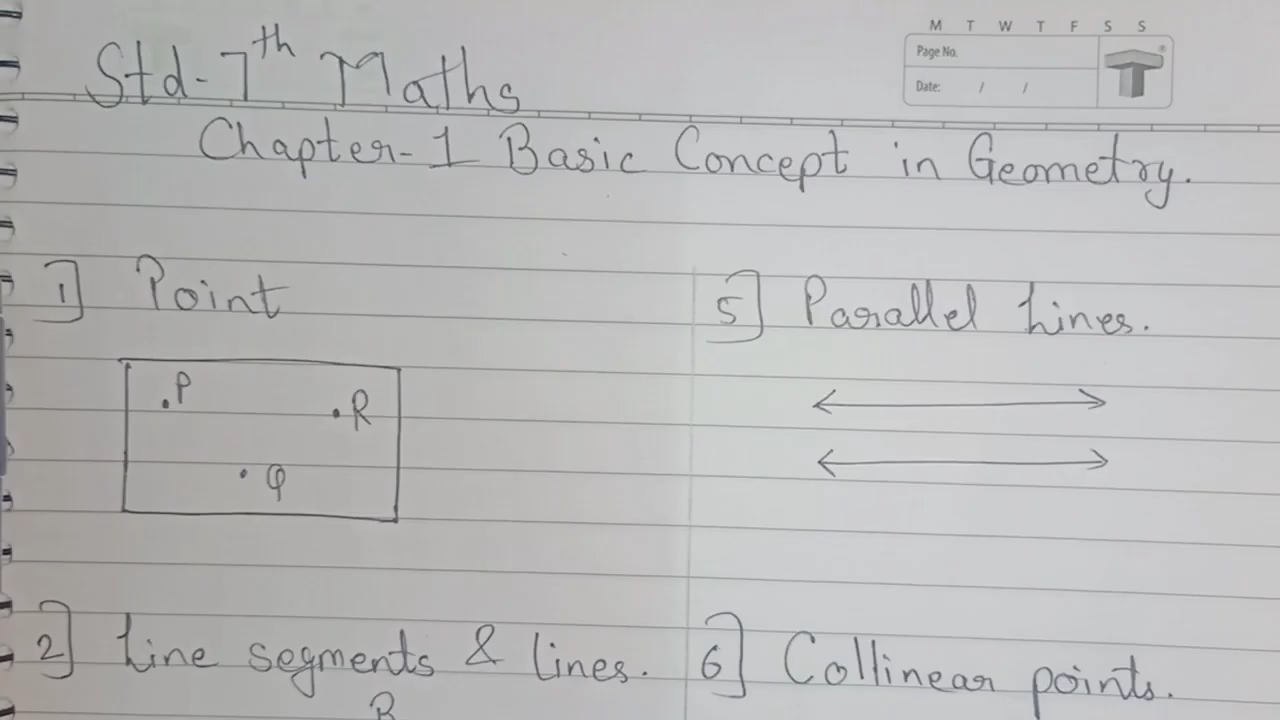 M T W T F S S
Page No.
Date: / /
Std-7th Maths
Chapter-1 Basic Concept in Geometry.
1] Point
.P
.R
.Q
2] Line segments & lines.
5] Parallel Lines.
6] Collinear points.